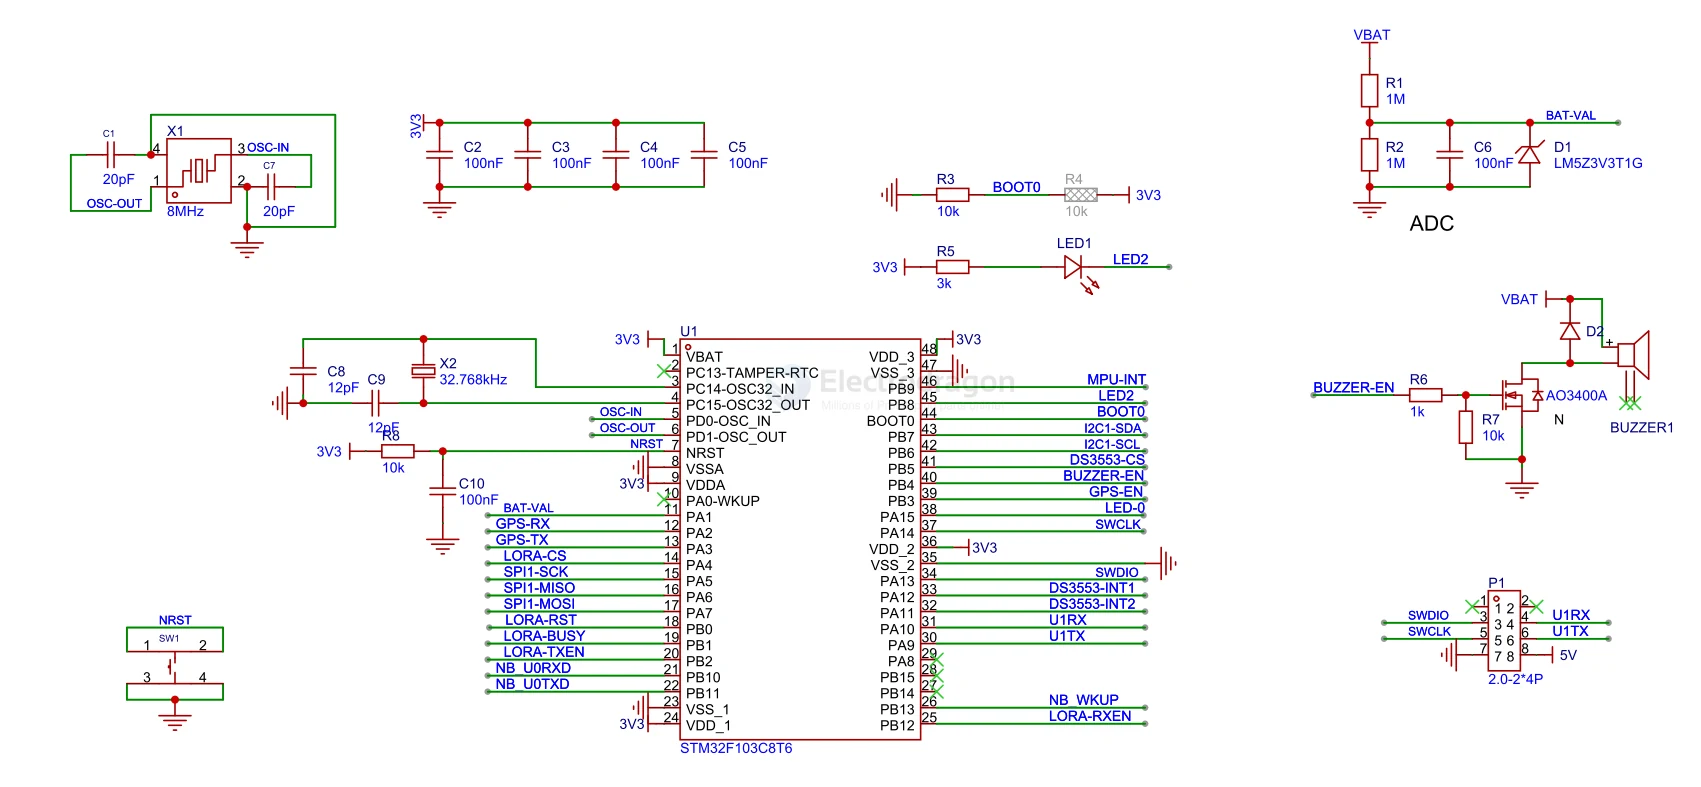 C1
20pF
OSC-OUT
X1
4
1
3
2
8MHz
OSC-IN
C7
20pF
3V3
C2
100nF
C3
100nF
C4
100nF
C5
100nF
R3
10k
BOOT0
R4
10k
3V3
3V3
R5
3k
LED1
LED2
VBAT
R1
1M
R2
1M
BAT-VAL
C6
100nF
D1
LM5Z3V3T1G
ADC
VBAT
D2
+
BUZZER-EN
R6
1k
R7
10k
AO3400A
N
BUZZER1
C8
12pF
C9
12pF
X2
32.768kHz
3V3
R8
10k
C10
100nF
U1
3V3 1 VBAT
2 PC13-TAMPER-RTC
3 PC14-OSC32_IN
4 PC15-OSC32_OUT
OSC-IN 5 PD0-OSC_IN
OSC-OUT 6 PD1-OSC_OUT
NRST 7 NRST
8 VSSA
3V3 9 VDDA
10 PA0-WKUP
BAT-VAL 11 PA1
GPS-RX 12 PA2
GPS-TX 13 PA3
LORA-CS 14 PA4
SPI1-SCK 15 PA5
SPI1-MISO 16 PA6
SPI1-MOSI 17 PA7
LORA-RST 18 PB0
LORA-BUSY 19 PB1
LORA-TXEN 20 PB2
NB_U0RXD 21 PB10
NB_U0TXD 22 PB11
23 VSS_1
3V3 24 VDD_1
VDD_3 48 3V3
VSS_3 47
PB9 46 MPU-INT
PB8 45 LED2
BOOT0 44 BOOT0
PB7 43 I2C1-SDA
PB6 42 I2C1-SCL
PB5 41 DS3553-CS
PB4 40 BUZZER-EN
PB3 39 GPS-EN
PA15 38 LED-0
PA14 37 SWCLK
VDD_2 36 3V3
VSS_2 35
PA13 34 SWDIO
PA12 33 DS3553-INT1
PA11 32 DS3553-INT2
PA10 31 U1RX
PA9 30 U1TX
PA8 29
PB15 28
PB14 27
PB13 26 NB_WKUP
PB12 25 LORA-RXEN
STM32F103C8T6
NRST
1 SW1 2
3 4
P1
1 1 2 2
SWDIO 3 3 4 4 U1RX
SWCLK 5 5 6 6 U1TX
7 7 8 8 5V
2.0-2*4P